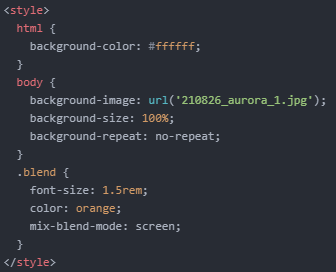 <style>
  html {
    background-color: #ffffff;
  }
  body {
    background-image: url('210826_aurora_1.jpg');
    background-size: 100%;
    background-repeat: no-repeat;
  }
  .blend {
    font-size: 1.5rem;
    color: orange;
    mix-blend-mode: screen;
  }
</style>